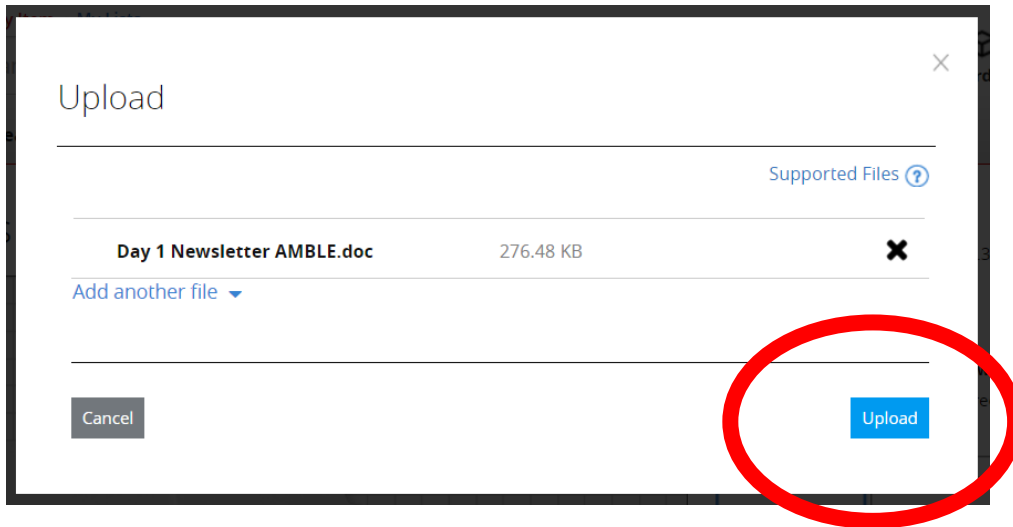 Upload
Supported Files ?
Day 1 Newsletter AMBLE.doc 276.48 KB
Add another file
Cancel
Upload